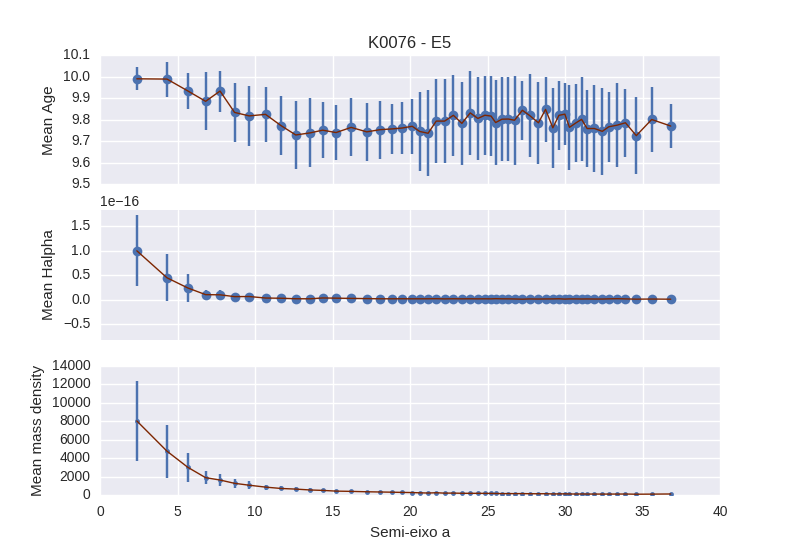 K0076 - E5
10.1
10.0
9.9
9.8
9.7
9.6
9.5
Mean Age
1e−16
1.5
1.0
0.5
0.0
−0.5
Mean Halpha
14000
12000
10000
8000
6000
4000
2000
0
Mean mass density
0 5 10 15 20 25 30 35 40
Semi-eixo a